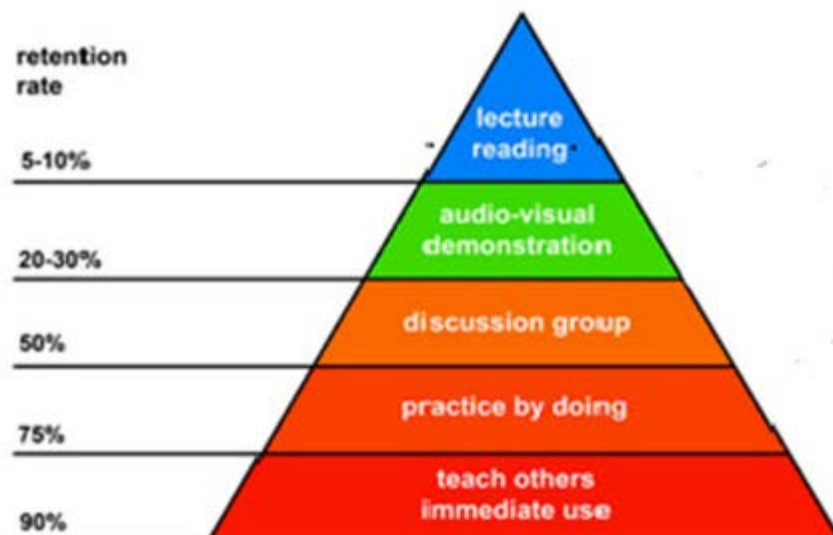 retention
rate
lecture
reading
5-10%
audio-visual
demonstration
20-30%
discussion group
50%
practice by doing
75%
teach others
immediate use
90%